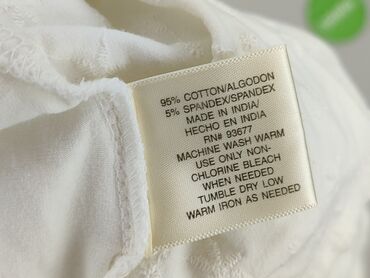 95% COTTON/ALGODON
5% SPANDEX/SPANDEX
MADE IN INDIA/
HECHO EN INDIA
RN# 93677
MACHINE WASH WARM
USE ONLY NON-
CHLORINE BLEACH
WHEN NEEDED
TUMBLE DRY LOW
WARM IRON AS NEEDED